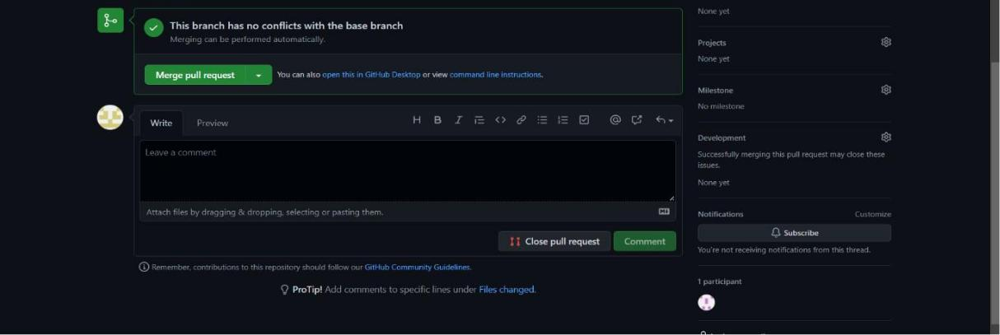 This branch has no conflicts with the base branch
Merging can be performed automatically.
Merge pull request
You can also open this in GitHub Desktop or view command line instructions.
Write
Preview
H B I
Leave a comment
Attach files by dragging & dropping, selecting or pasting them.
Close pull request
Comment
Remember, contributions to this repository should follow our GitHub Community Guidelines.
ProTip! Add comments to specific lines under Files changed.
None yet
Projects
None yet
Milestone
No milestone
Development
Successfully merging this pull request may close these
issues.
None yet
Notifications
Customize
Subscribe
You're not receiving notifications from this thread.
1 participant